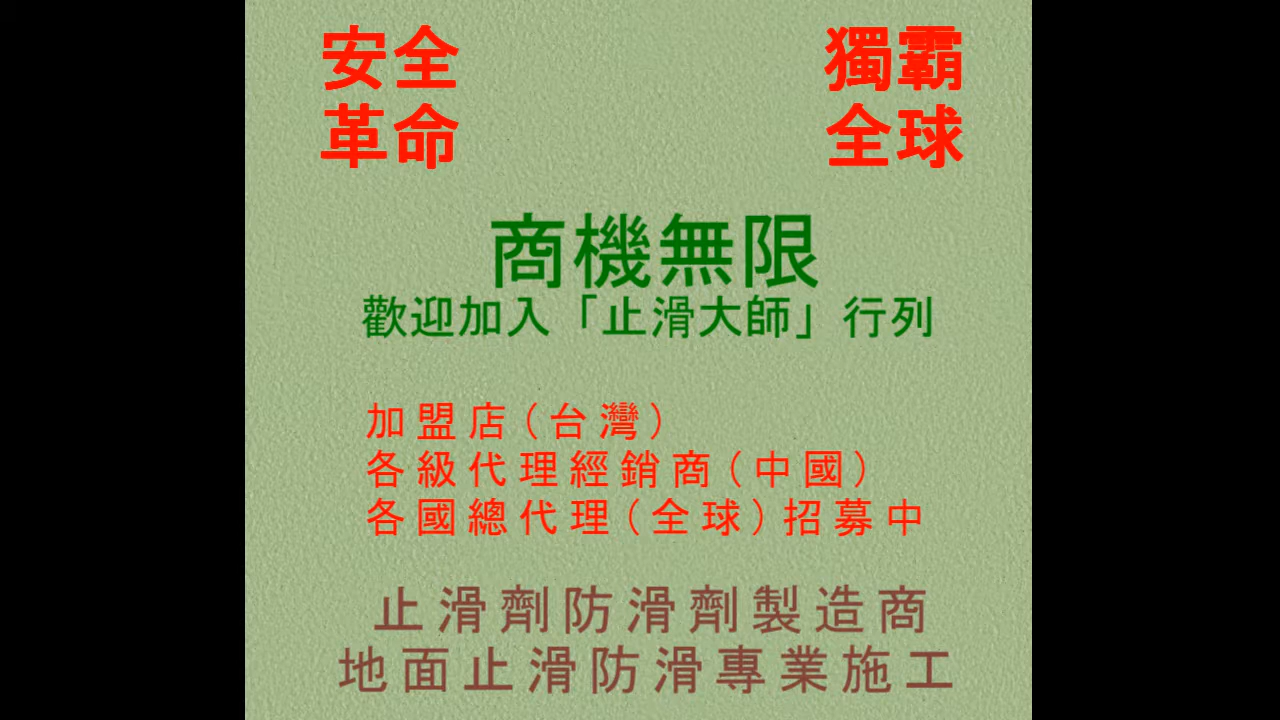 安全
革命
獨霸
全球
商機無限
歡迎加入「止滑大師」行列
加盟店(台灣)
各級代理經銷商(中國)
各國總代理(全球)招募中
止滑劑防滑劑製造商
地面止滑防滑專業施工